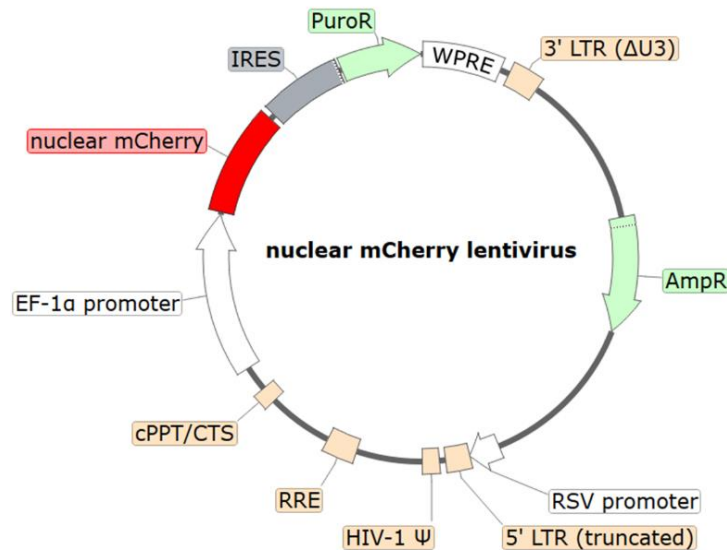 PuroR
WPRE
3' LTR (ΔU3)
IRES
nuclear mCherry
nuclear mCherry lentivirus
AmpR
EF-1α promoter
cPPT/CTS
RRE
RSV promoter
HIV-1 Ψ
5' LTR (truncated)